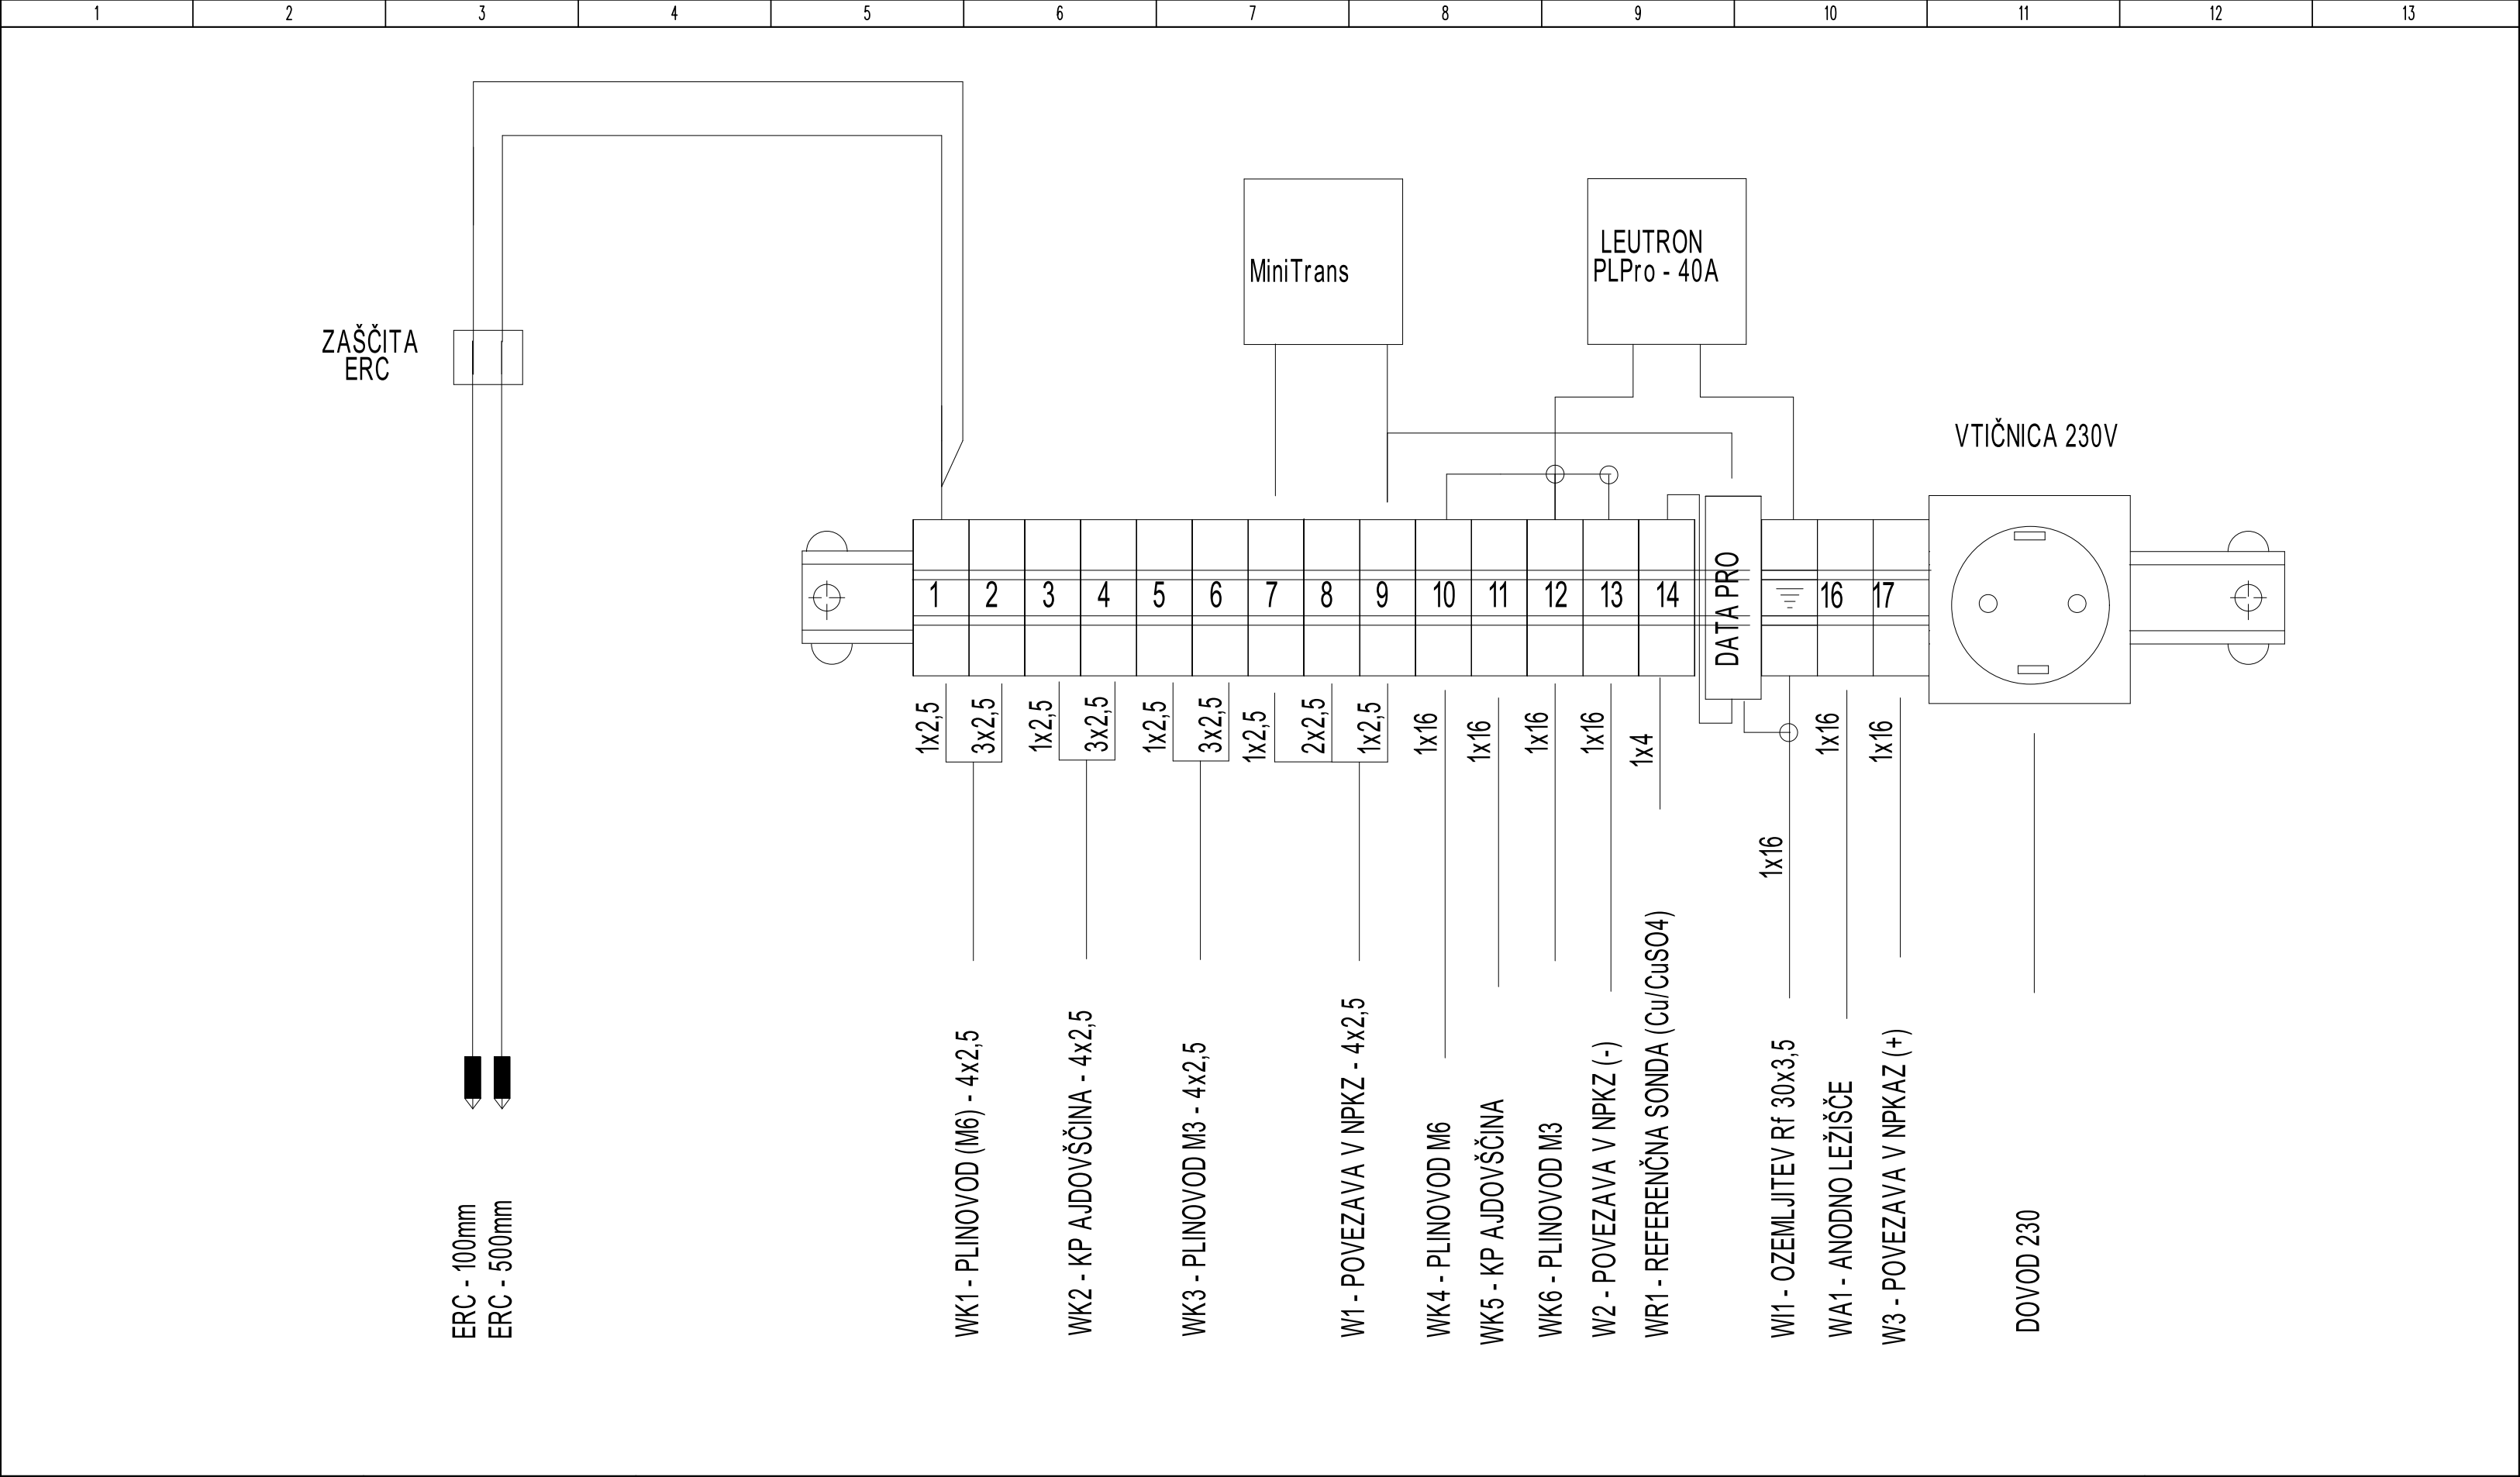 1 2 3 4 5 6 7 8 9 10 11 12 13
MiniTrans
LEUTRON
PLPro - 40A
ZAŠČITA
ERC
VTIČNICA 230V
1 2 3 4 5 6 7 8 9 10 11 12 13 14
DATA PRO
16 17
1x2,5
3x2,5
1x2,5
3x2,5
1x2,5
3x2,5
1x2,5
2x2,5
1x2,5
1x16
1x16
1x16
1x16
1x4
1x16
1x16
1x16
ERC - 100mm
ERC - 500mm
WK1 - PLINOVOD (M6) - 4x2,5
WK2 - KP AJDOVŠČINA - 4x2,5
WK3 - PLINOVOD M3 - 4x2,5
W1 - POVEZAVA V NPKZ - 4x2,5
WK4 - PLINOVOD M6
WK5 - KP AJDOVŠČINA
WK6 - PLINOVOD M3
W2 - POVEZAVA V NPKZ (-)
WR1 - REFERENČNA SONDA (Cu/CuSO4)
WI1 - OZEMLJITEV Rf 30x3,5
WA1 - ANODNO LEŽIŠČE
W3 - POVEZAVA V NPKAZ (+)
DOVOD 230